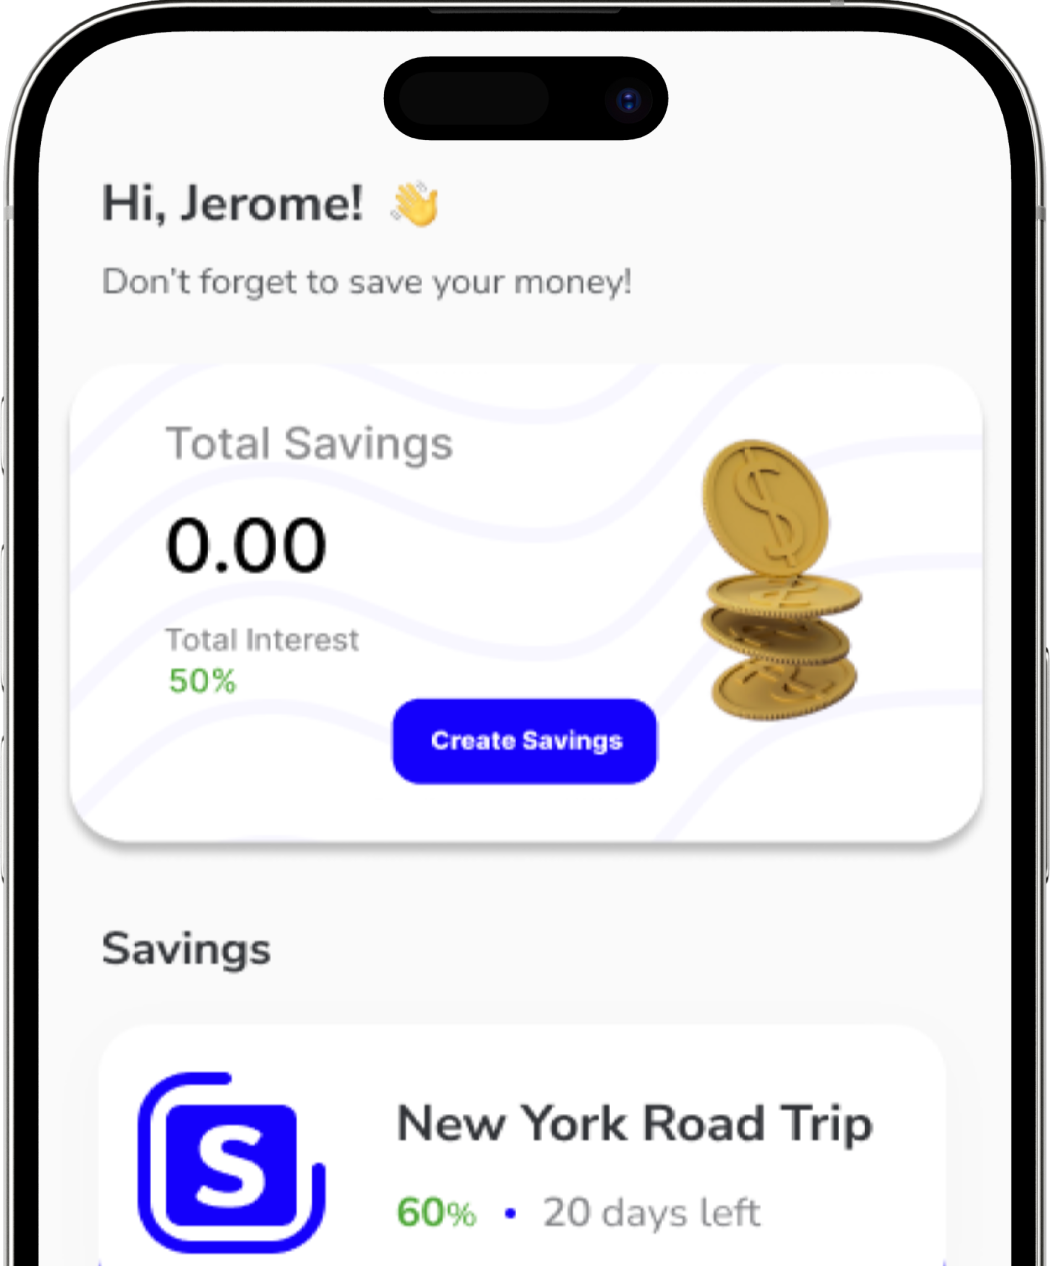 Hi, Jerome! 👋
Don't forget to save your money!
Total Savings
0.00
Total Interest
50%
Create Savings
Savings
S
New York Road Trip
60% • 20 days left